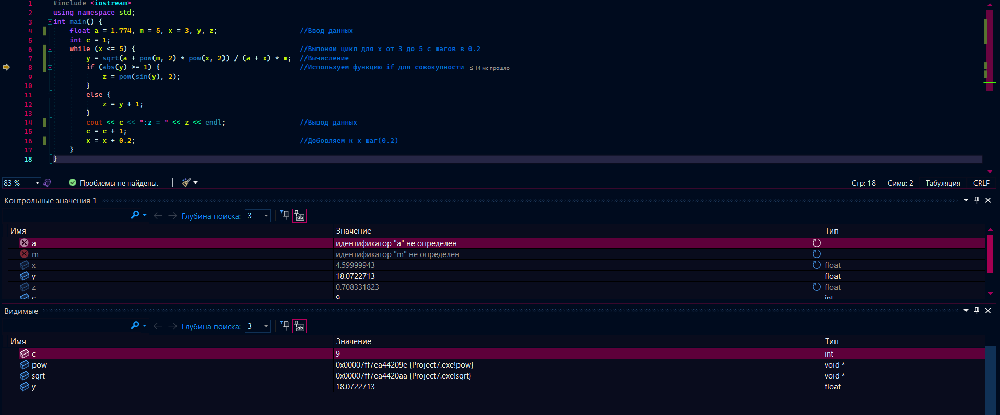 1 #include <iostream>
2 using namespace std;
3 int main() {
4 float a = 1.774, m = 5, x = 3, y, z; //Ввод данных
5 int c = 1;
6 while (x <= 5) { //Выпоням цикл для x от 3 до 5 с шагов в 0.2
7 y = sqrt(a + pow(m, 2) * pow(x, 2)) / (a + x) * m; //Вычисление
8 if (abs(y) >= 1) { //Используем функцию if для совокупности ≤ 14 мс прошло
9 z = pow(sin(y), 2);
10 }
11 else {
12 z = y + 1;
13 }
14 cout << c << ":z = " << z << endl; //Вывод данных
15 c = c + 1;
16 x = x + 0.2; //Добовляем к x шаг(0.2)
17 }
18 }
83 % Проблемы не найдены. Стр: 18 Симв: 2 Табуляция CRLF
Контрольные значения 1
Глубина поиска: 3
Имя Значение Тип
a идентификатор "a" не определен
m идентификатор "m" не определен
x 4.59999943 float
y 18.0722713 float
z 0.708331823 float
c 9 int
Видимые
Глубина поиска: 3
Имя Значение Тип
c 9 int
pow 0x00007ff7ea44209e {Project7.exe!pow} void *
sqrt 0x00007ff7ea4420aa {Project7.exe!sqrt} void *
y 18.0722713 float